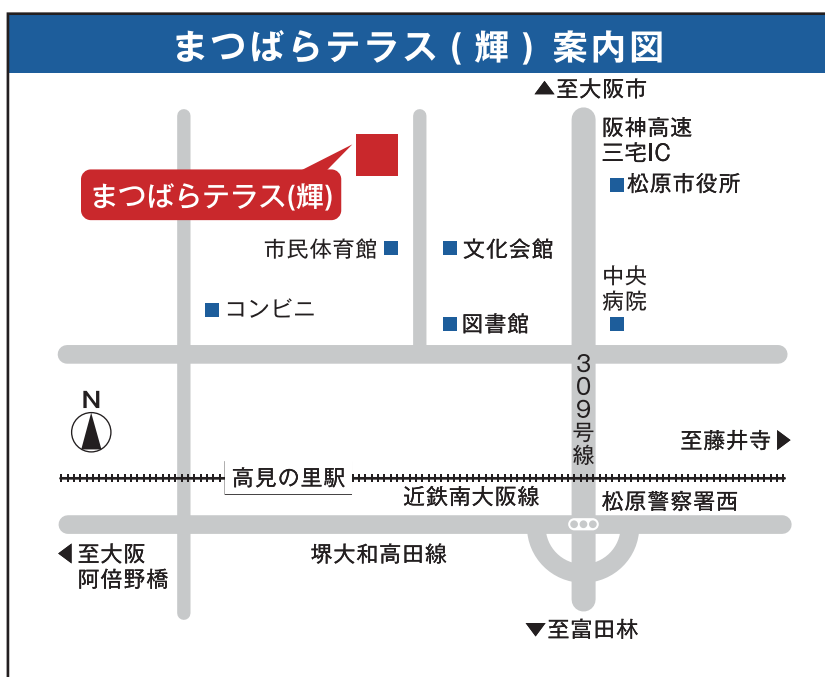 まつばらテラス(輝)案内図
▲至大阪市
阪神高速
三宅IC
松原市役所
まつばらテラス(輝)
市民体育館
文化会館
中央
病院
コンビニ
図書館
309号線
N
至藤井寺▶
高見の里駅
近鉄南大阪線
松原警察署西
◀至大阪
阿倍野橋
堺大和高田線
▼至富田林